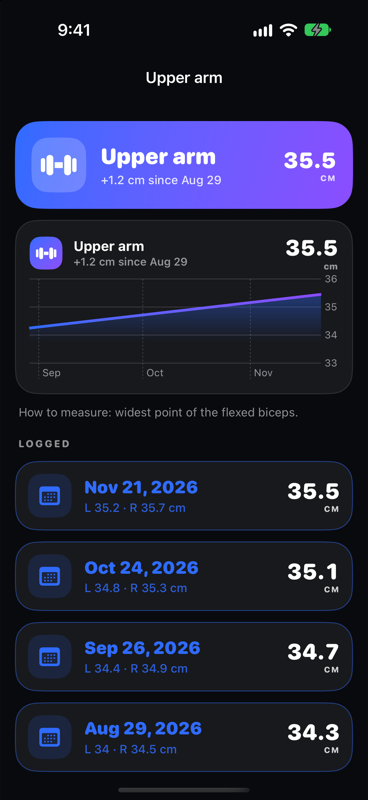 9:41
Upper arm
Upper arm
+1.2 cm since Aug 29
35.5
CM
Upper arm
+1.2 cm since Aug 29
35.5
cm
36
35
34
33
Sep
Oct
Nov
How to measure: widest point of the flexed biceps.
LOGGED
Nov 21, 2026
L 35.2 · R 35.7 cm
35.5
CM
Oct 24, 2026
L 34.8 · R 35.3 cm
35.1
CM
Sep 26, 2026
L 34.4 · R 34.9 cm
34.7
CM
Aug 29, 2026
L 34 · R 34.5 cm
34.3
CM